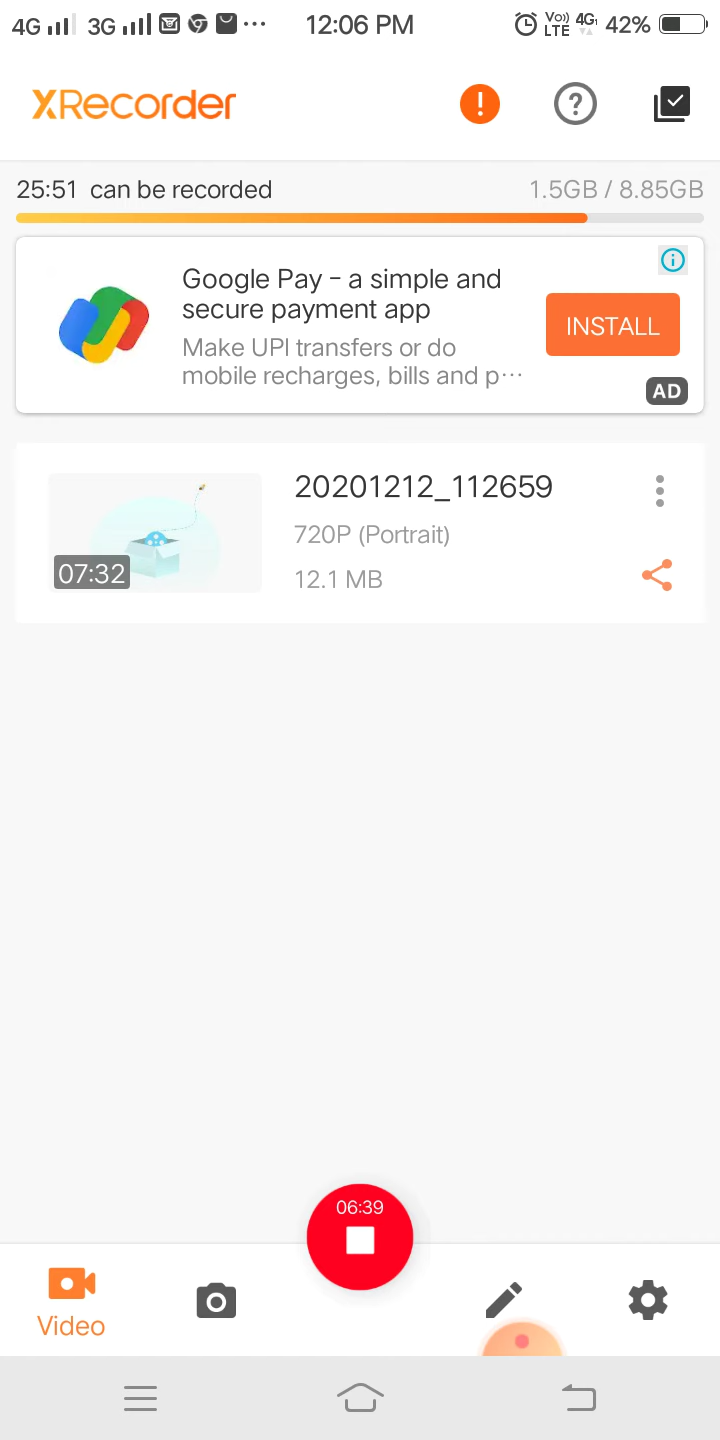 4G 3G 12:06 PM Vo)) LTE 4G 42%
XRecorder
25:51 can be recorded 1.5GB / 8.85GB
Google Pay – a simple and
secure payment app
INSTALL
Make UPI transfers or do
mobile recharges, bills and p···
AD
20201212_112659
720P (Portrait)
07:32
12.1 MB
06:39
Video